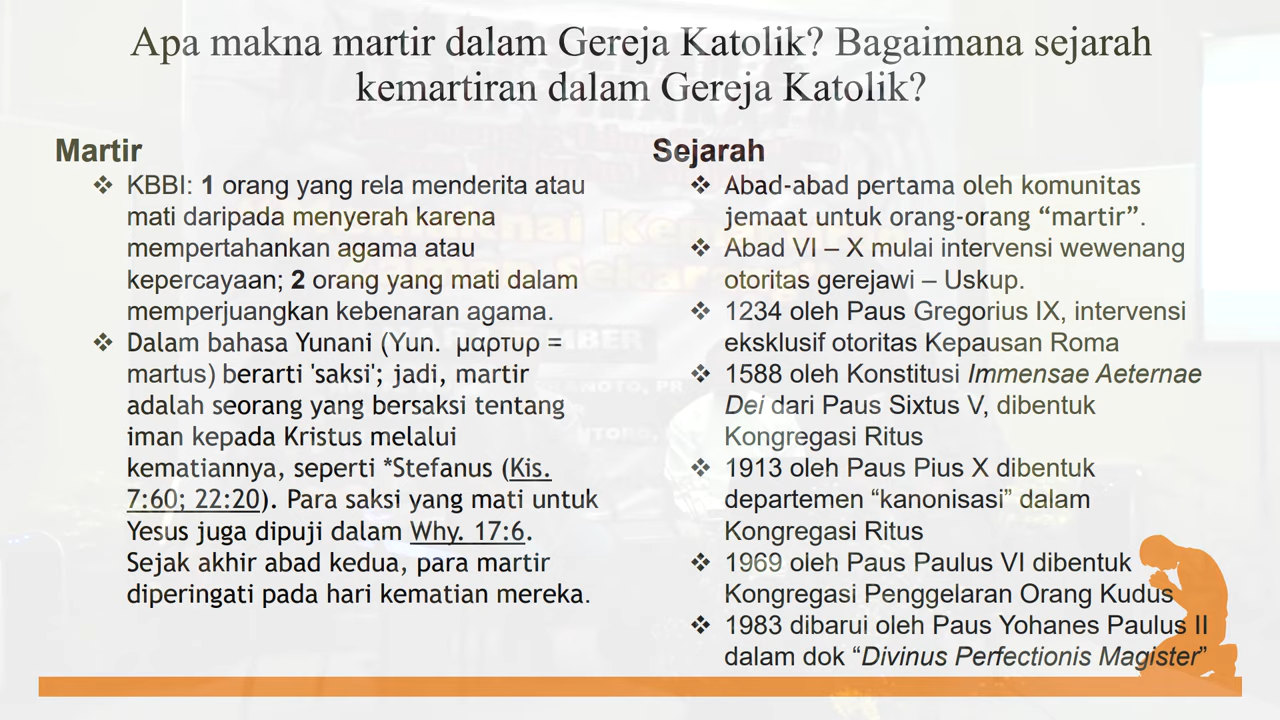 Apa makna martir dalam Gereja Katolik? Bagaimana sejarah
kemartiran dalam Gereja Katolik?
Martir
❖ KBBI: 1 orang yang rela menderita atau
mati daripada menyerah karena
mempertahankan agama atau
kepercayaan; 2 orang yang mati dalam
memperjuangkan kebenaran agama.
❖ Dalam bahasa Yunani (Yun. μαρτυρ =
martus) berarti 'saksi'; jadi, martir
adalah seorang yang bersaksi tentang
iman kepada Kristus melalui
kematiannya, seperti *Stefanus (Kis.
7:60; 22:20). Para saksi yang mati untuk
Yesus juga dipuji dalam Why. 17:6.
Sejak akhir abad kedua, para martir
diperingati pada hari kematian mereka.
Sejarah
❖ Abad-abad pertama oleh komunitas
jemaat untuk orang-orang “martir”.
❖ Abad VI – X mulai intervensi wewenang
otoritas gerejawi – Uskup.
❖ 1234 oleh Paus Gregorius IX, intervensi
eksklusif otoritas Kepausan Roma
❖ 1588 oleh Konstitusi Immensae Aeternae
Dei dari Paus Sixtus V, dibentuk
Kongregasi Ritus
❖ 1913 oleh Paus Pius X dibentuk
departemen “kanonisasi” dalam
Kongregasi Ritus
❖ 1969 oleh Paus Paulus VI dibentuk
Kongregasi Penggelaran Orang Kudus
❖ 1983 dibarui oleh Paus Yohanes Paulus II
dalam dok “Divinus Perfectionis Magister”